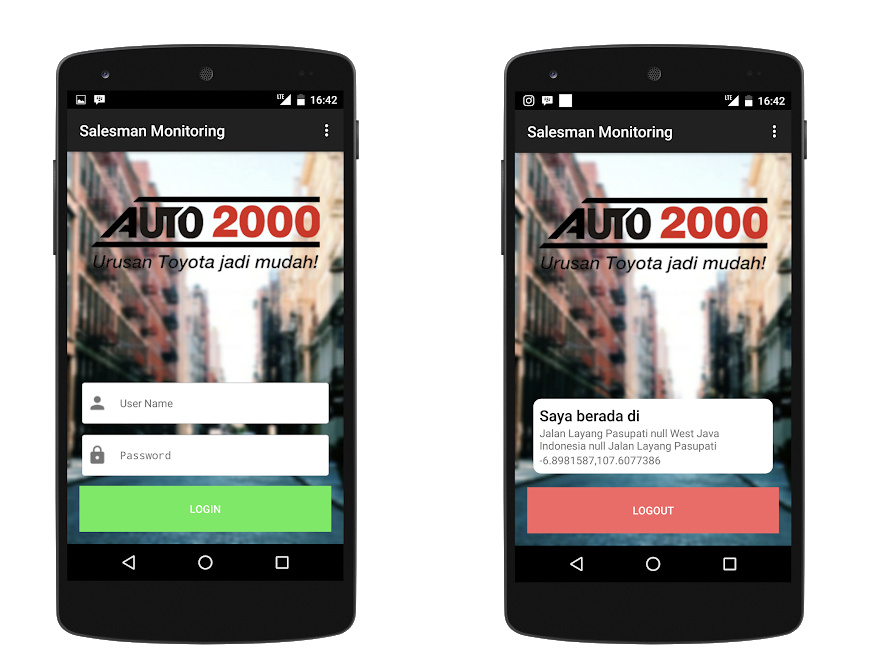 LTE 16:42
Salesman Monitoring
AUTO 2000
Urusan Toyota jadi mudah!
User Name
Password
LOGIN
LTE 16:42
Salesman Monitoring
AUTO 2000
Urusan Toyota jadi mudah!
Saya berada di
Jalan Layang Pasupati null West Java
Indonesia null Jalan Layang Pasupati
-6.8981587,107.6077386
LOGOUT